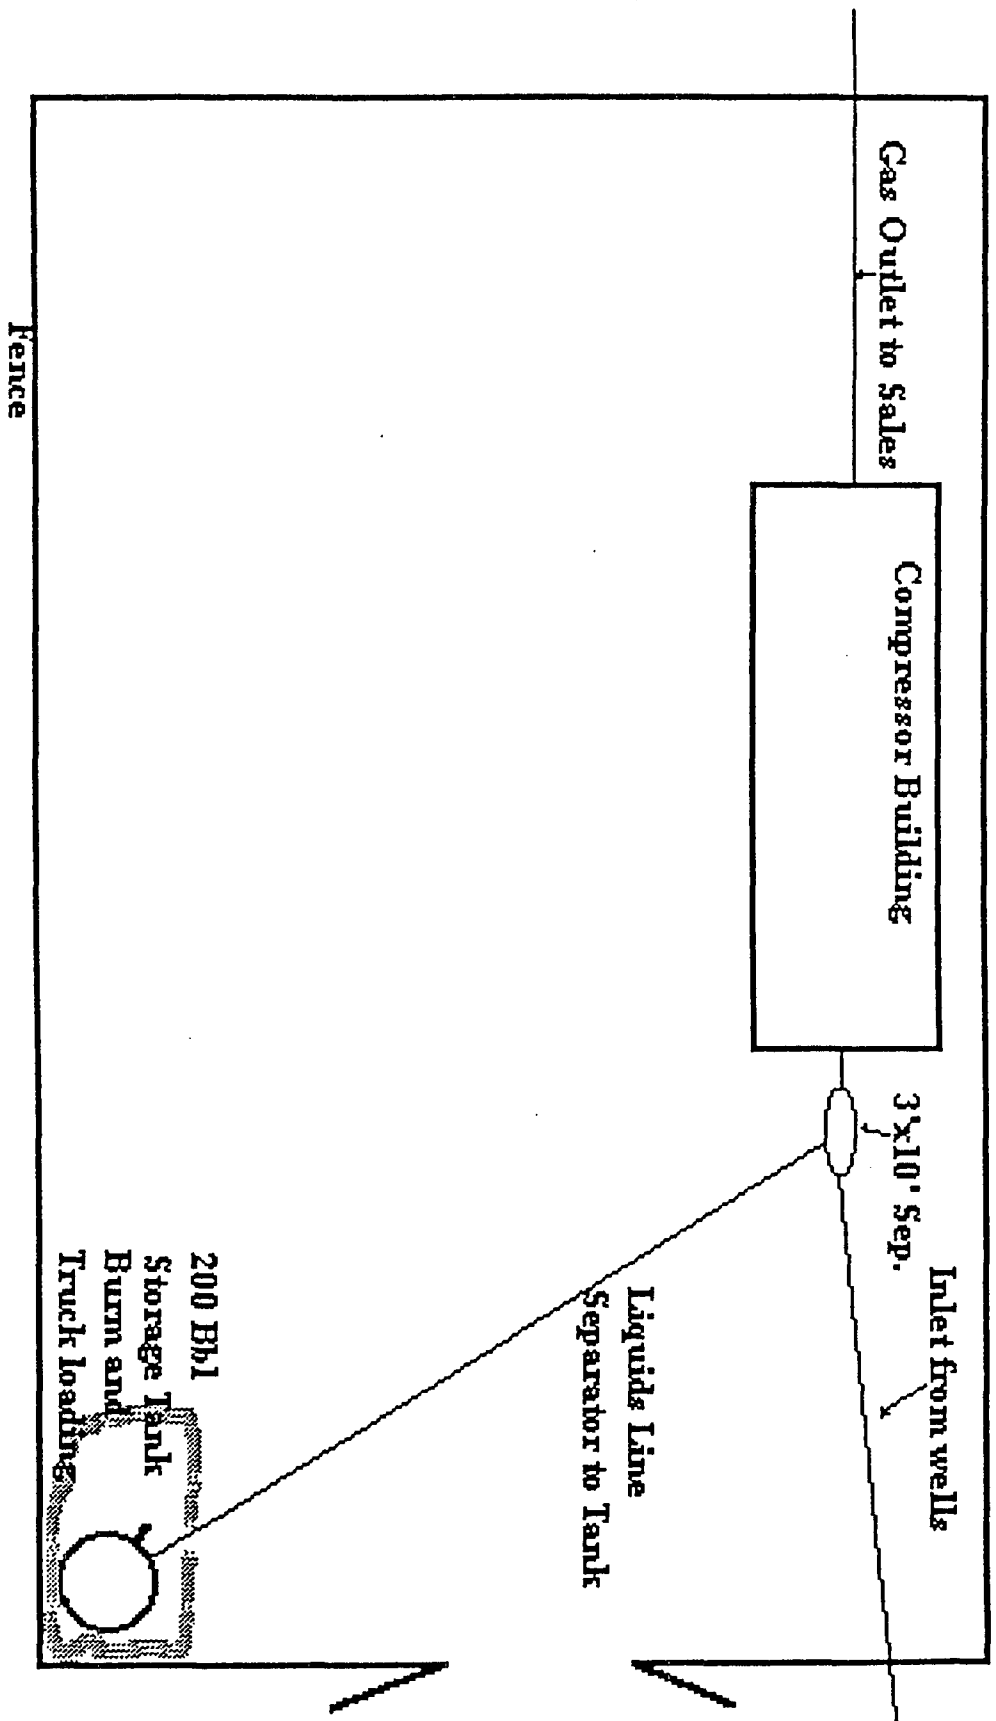 Gas Outlet to Sales
Compressor Building
3'x10' Sep.
Inlet from wells
Liquids Line
Separator to Tank
200 Bbl
Storage Tank
Burm and
Truck loading
Fence